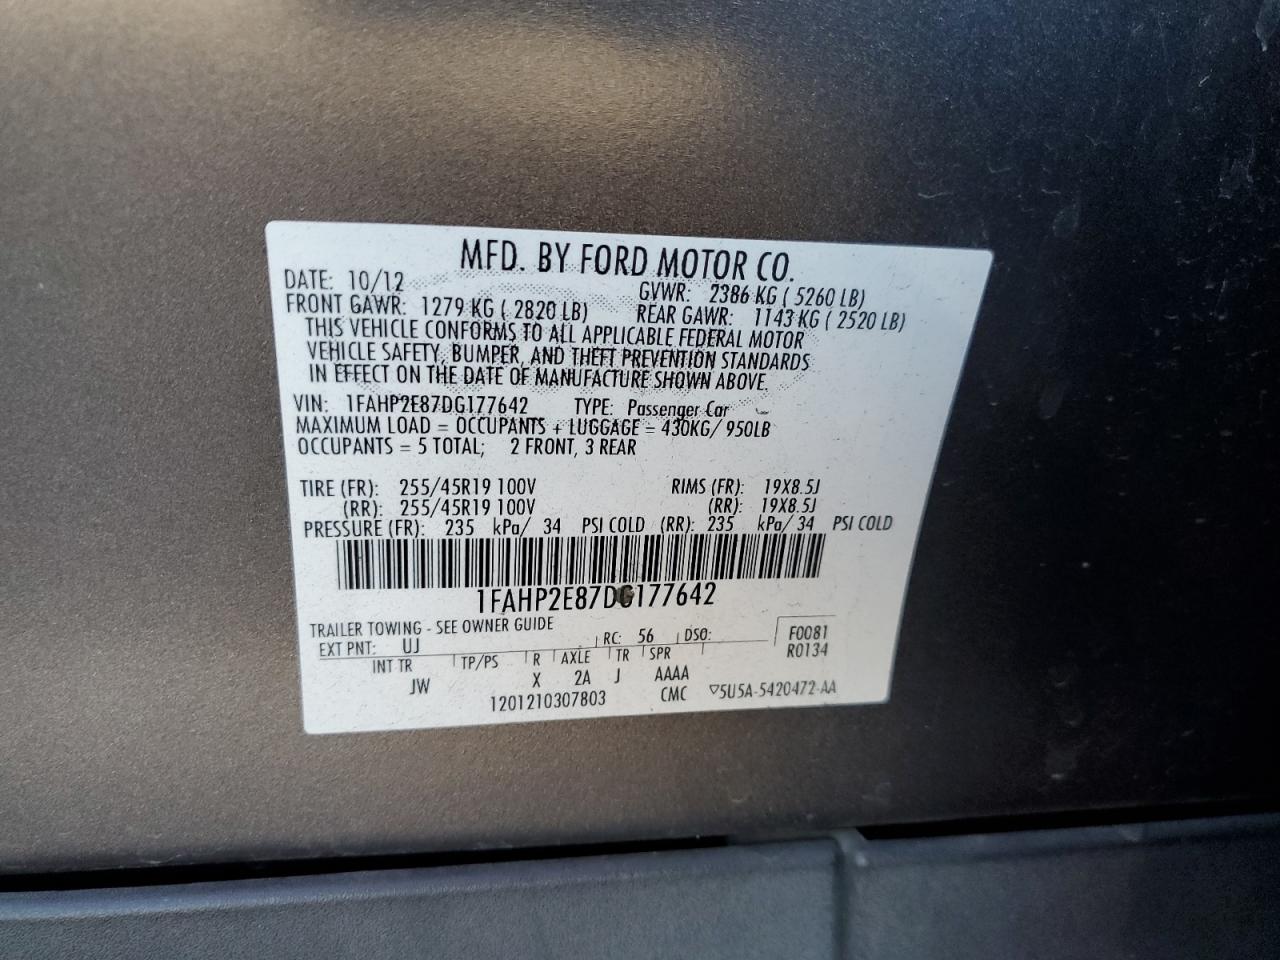 MFD. BY FORD MOTOR CO.
DATE: 10/12 GVWR: 2386 KG ( 5260 LB)
FRONT GAWR: 1279 KG ( 2820 LB) REAR GAWR: 1143 KG ( 2520 LB)
THIS VEHICLE CONFORMS TO ALL APPLICABLE FEDERAL MOTOR
VEHICLE SAFETY, BUMPER, AND THEFT PREVENTION STANDARDS
IN EFFECT ON THE DATE OF MANUFACTURE SHOWN ABOVE.
VIN: 1FAHP2E87DG177642 TYPE: Passenger Car
MAXIMUM LOAD = OCCUPANTS + LUGGAGE = 430KG/ 950LB
OCCUPANTS = 5 TOTAL; 2 FRONT, 3 REAR
TIRE (FR): 255/45R19 100V RIMS (FR): 19X8.5J
(RR): 255/45R19 100V (RR): 19X8.5J
PRESSURE (FR): 235 kPa/ 34 PSI COLD (RR): 235 kPa/ 34 PSI COLD
1FAHP2E87DG177642
TRAILER TOWING - SEE OWNER GUIDE
EXT PNT: UJ RC: 56 DSO: F0081
R0134
INT TR TP/PS R AXLE TR SPR
JW X 2A J AAAA
1201210307803 CMC ▽5U5A-5420472-AA